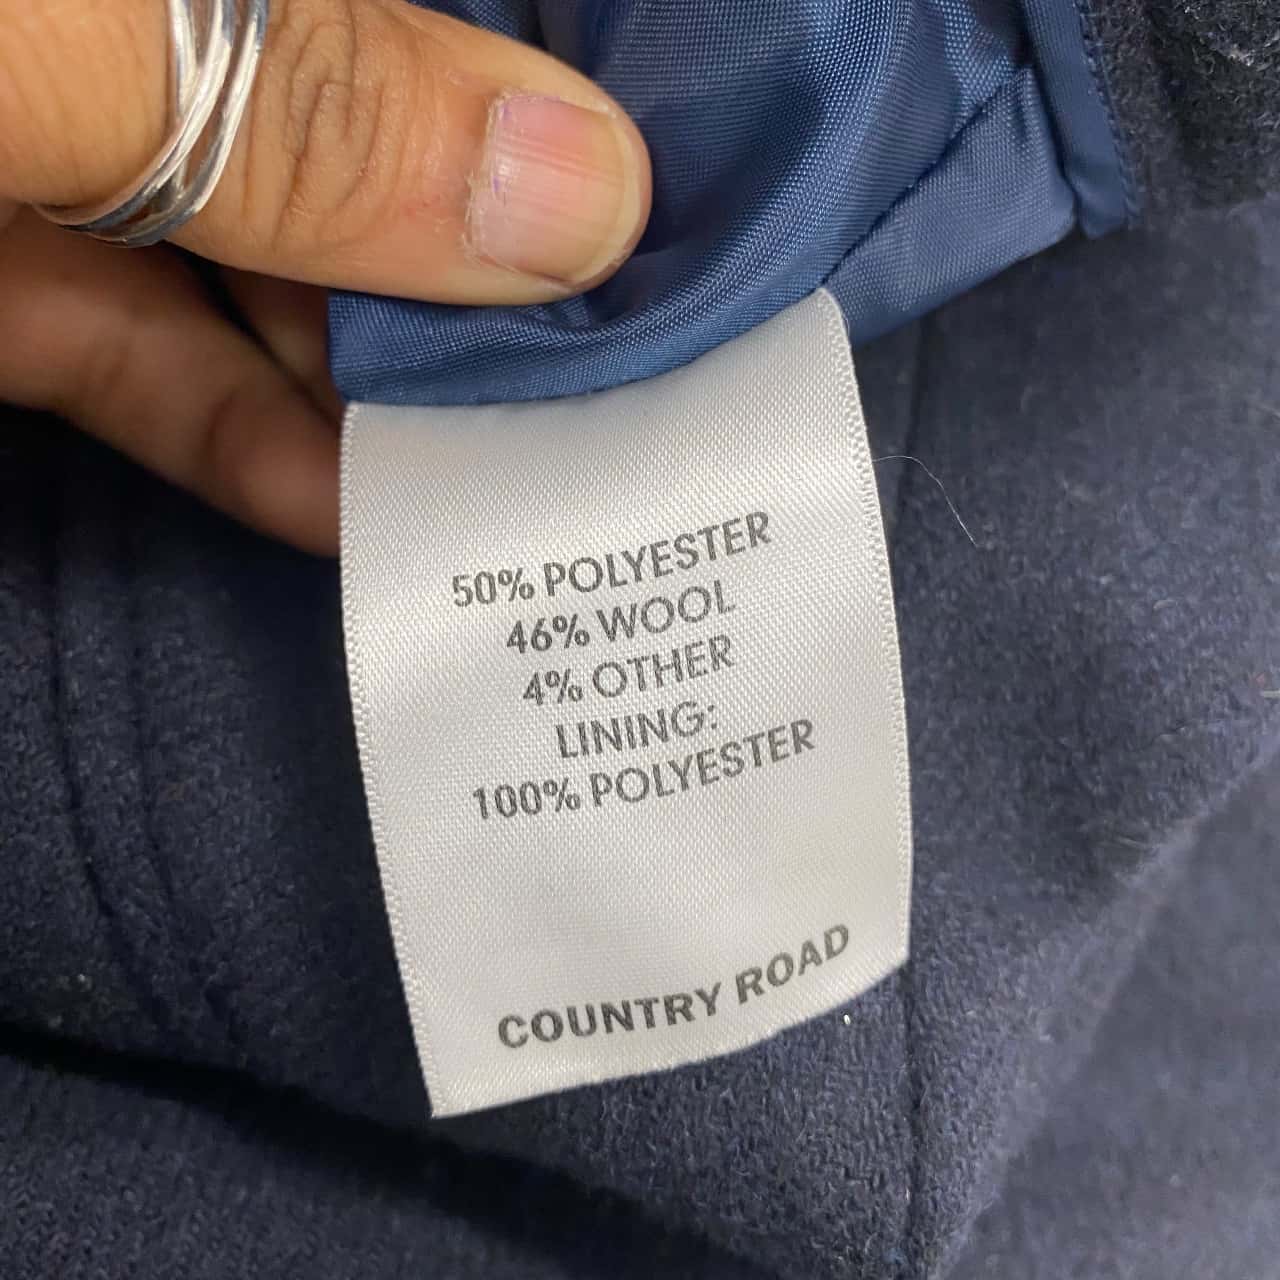 50% POLYESTER
46% WOOL
4% OTHER
LINING:
100% POLYESTER
COUNTRY ROAD